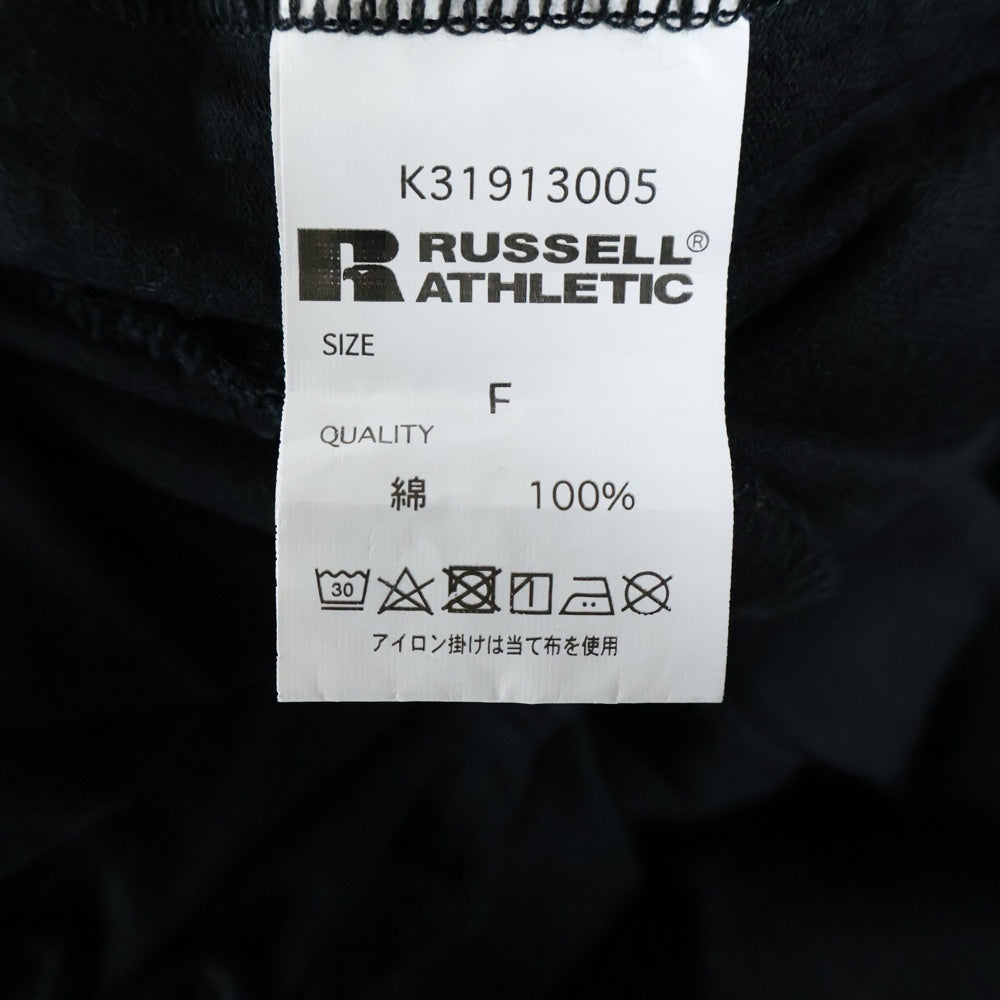 K31913005
RUSSELL®
ATHLETIC
SIZE
F
QUALITY
綿 100%
30
アイロン掛けは当て布を使用